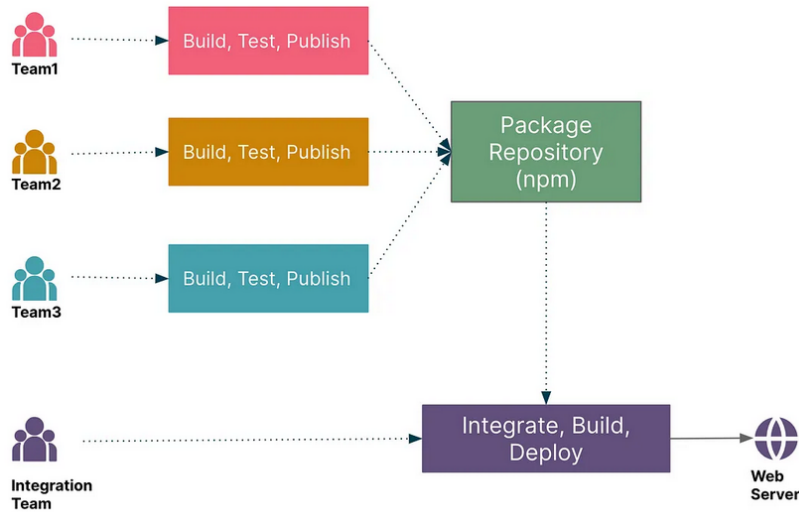 Team1
Build, Test, Publish
Team2
Build, Test, Publish
Package
Repository
(npm)
Team3
Build, Test, Publish
Integration
Team
Integrate, Build,
Deploy
Web
Server